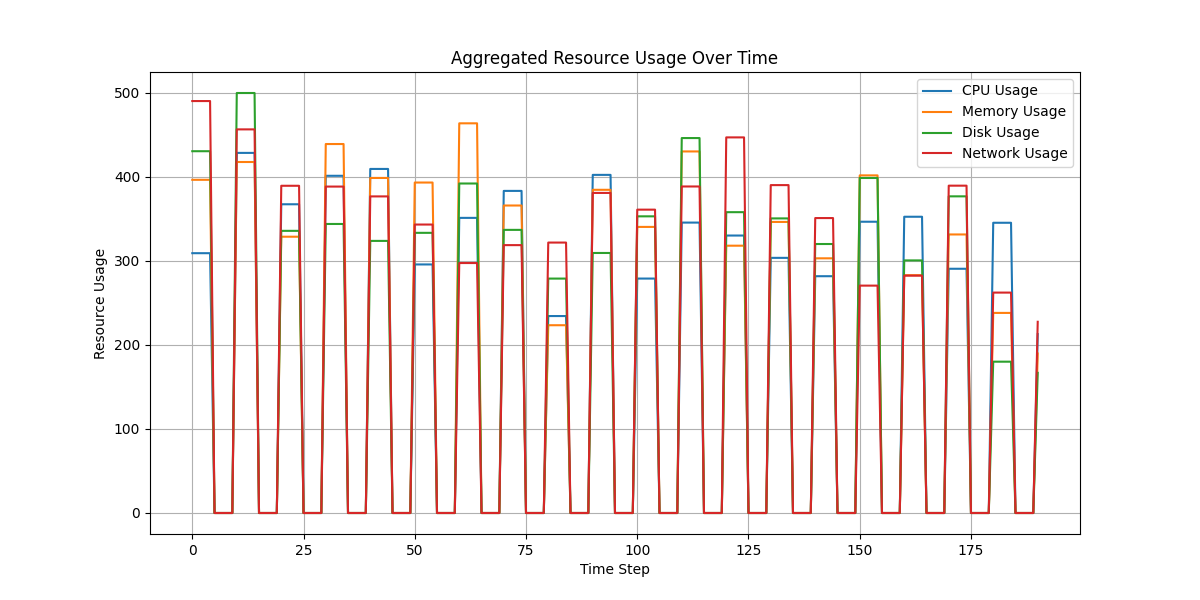 Aggregated Resource Usage Over Time
CPU Usage
Memory Usage
Disk Usage
Network Usage
Resource Usage
500
400
300
200
100
0
0 25 50 75 100 125 150 175
Time Step